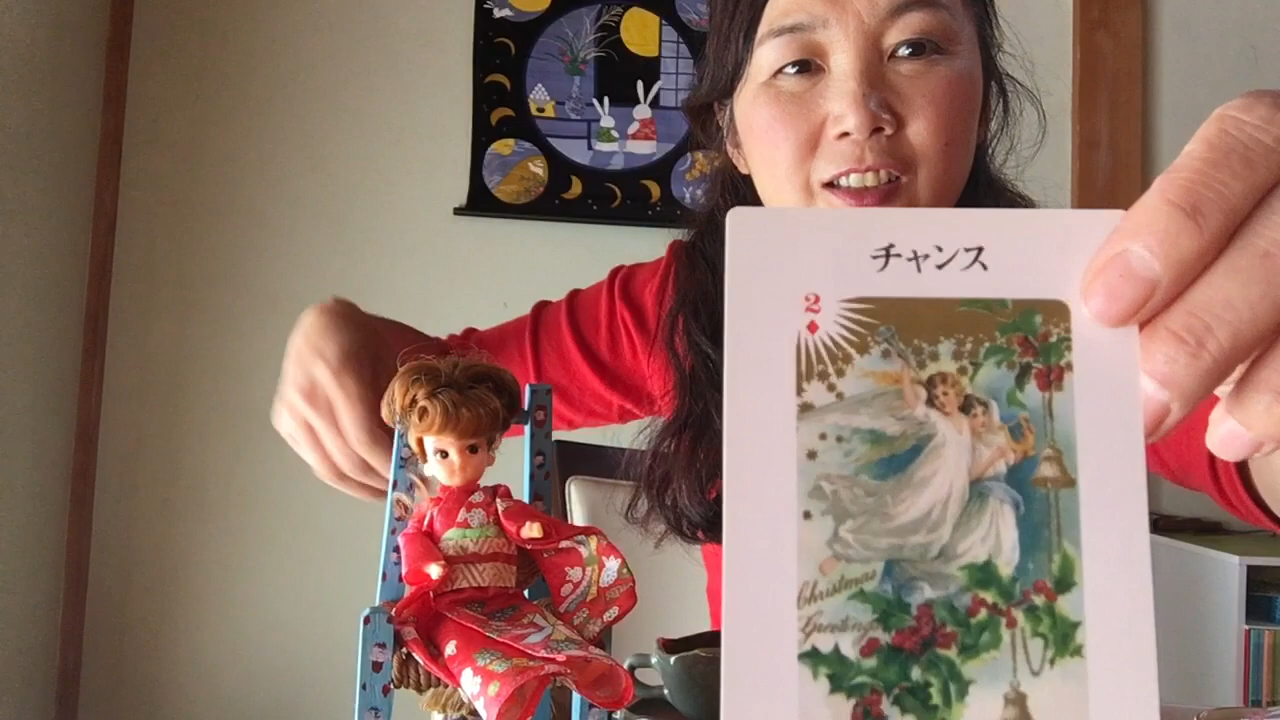 チャンス
2
Christmas
Greetings